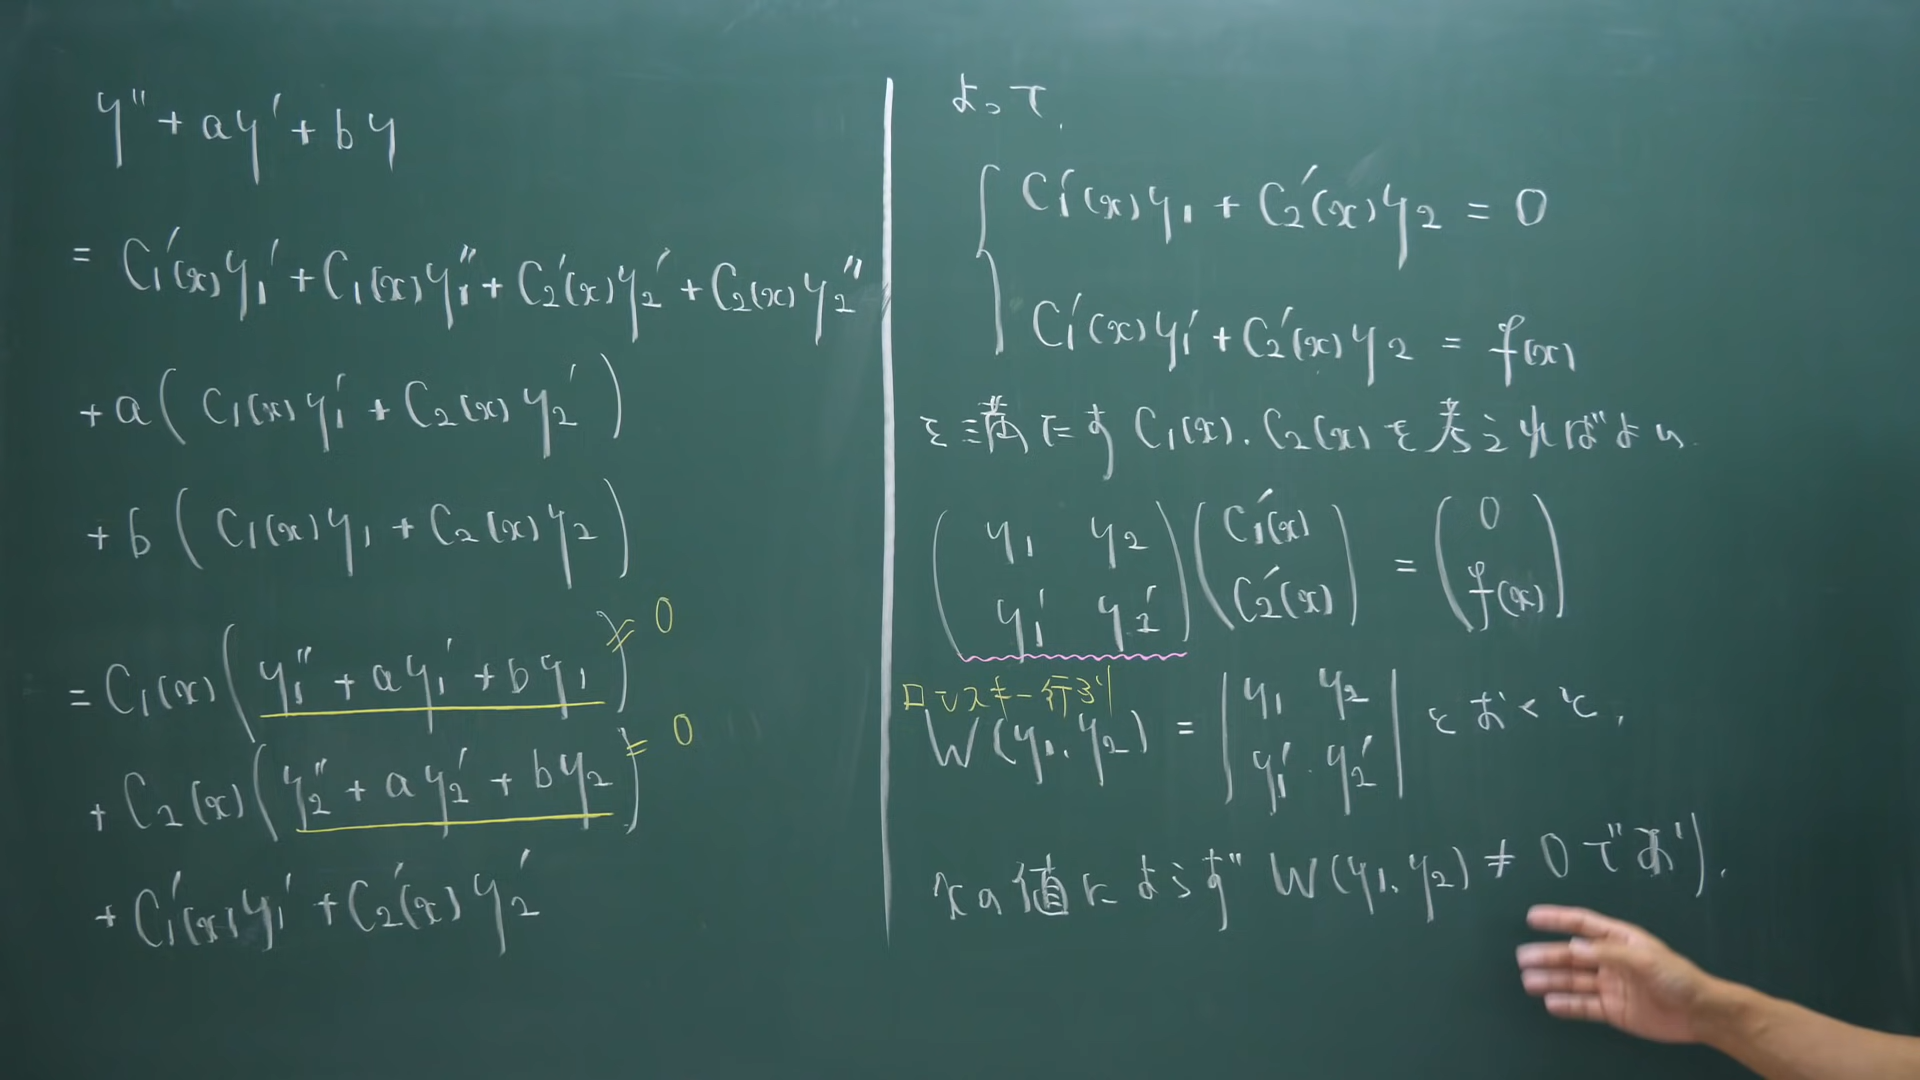 y″ + ay′ + by
= C₁′(x)y₁′ + C₁(x)y₁″ + C₂′(x)y₂′ + C₂(x)y₂″
+ a( C₁(x)y₁′ + C₂(x)y₂′ )
+ b( C₁(x)y₁ + C₂(x)y₂ )
= C₁(x)( y₁″ + ay₁′ + by₁ ) = 0
+ C₂(x)( y₂″ + ay₂′ + by₂ ) = 0
+ C₁′(x)y₁′ + C₂′(x)y₂′
よって,
{ C₁′(x)y₁ + C₂′(x)y₂ = 0
C₁′(x)y₁′ + C₂′(x)y₂ = f(x)
を満たす C₁(x). C₂(x) を考えればよい.
( y₁ y₂ ) ( C₁′(x) ) = ( 0 )
( y₁′ y₂′ ) ( C₂′(x) ) ( f(x) )
ロンスキー行列
W(y₁. y₂) = | y₁ y₂ | とおくと,
| y₁′ y₂′ |
xの値によらず W(y₁. y₂) ≠ 0 であり,